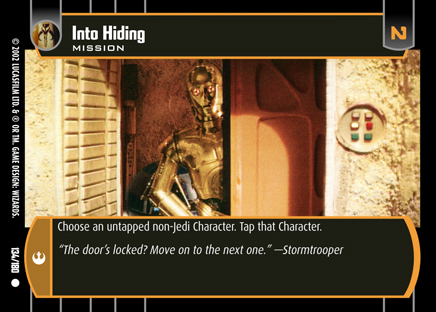 Into Hiding
MISSION
Choose an untapped non-Jedi Character. Tap that Character.
“The door’s locked? Move on to the next one.” —Stormtrooper
© 2002 LUCASFILM LTD. & ® OR TM. GAME DESIGN: WIZARDS.
134/180